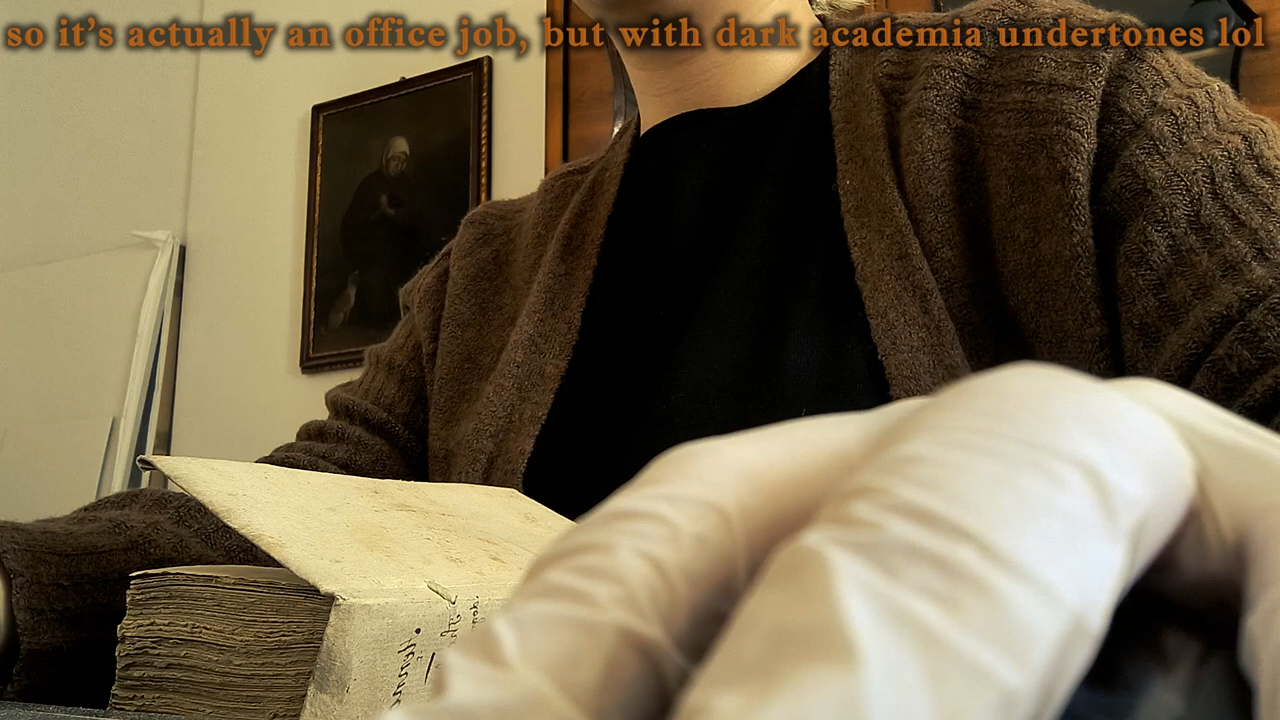 so it's actually an office job, but with dark academia undertones lol